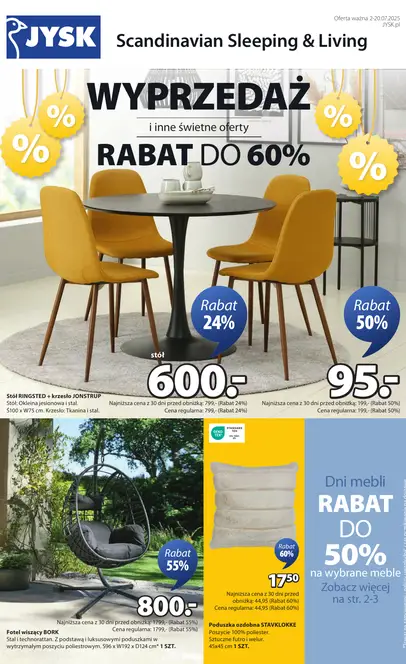 Oferta ważna 2-20.07.2025
JYSK.pl
JYSK
Scandinavian Sleeping & Living
WYPRZEDAŻ
i inne świetne oferty
RABAT DO 60%
%
%
%
%
Rabat
24%
Rabat
50%
stół
600.-
95.-
Stół RINGSTED + krzesło JONSTRUP
Stół: Okleina jesionowa i stal.
Ś100 x W75 cm. Krzesło: Tkanina i stal.
Najniższa cena z 30 dni przed obniżką: 799,- (Rabat 24%)
Cena regularna: 799,- (Rabat 24%)
Najniższa cena z 30 dni przed obniżką: 199,- (Rabat 50%)
Cena regularna: 199,- (Rabat 50%)
Rabat
55%
800.-
Najniższa cena z 30 dni przed obniżką: 1799,- (Rabat 55%)
Cena regularna: 1799,- (Rabat 55%)
Fotel wiszący BORK
Stal i technorattan. Z podstawą i luksusowymi poduszkami w
wytrzymałym poszyciu poliestrowym. S96 x W192 x D124 cm* 1 SZT.
Rabat
60%
17.50
Najniższa cena z 30 dni przed
obniżką: 44,95 (Rabat 60%)
Cena regularna: 44,95 (Rabat 60%)
Poduszka ozdobna STAVKLOKKE
Poszycie: 100% poliester.
Sztuczne futro i welur.
45x45 cm 1 SZT.
Dni mebli
RABAT
DO
50%
na wybrane meble
Zobacz więcej
na str. 2-3